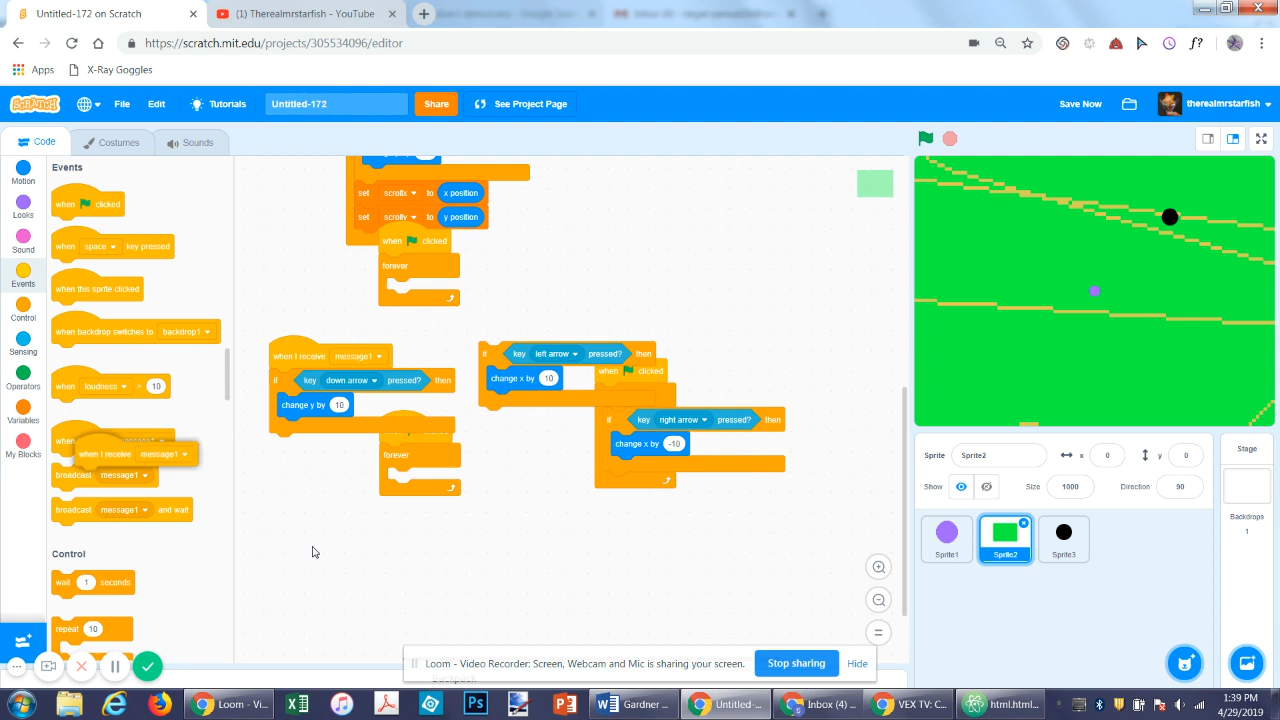 Untitled-172 on Scratch
(1) Therealmrstarfish - YouTube
https://scratch.mit.edu/projects/305534096/editor
f?
Apps
X-Ray Goggles
SCRATCH
File
Edit
Tutorials
Untitled-172
Share
See Project Page
Save Now
therealmrstarfish
Code
Costumes
Sounds
Motion
Looks
Sound
Events
Control
Sensing
Operators
Variables
My Blocks
Events
when clicked
when space key pressed
when this sprite clicked
when backdrop switches to backdrop1
when loudness > 10
when
when I receive message1
broadcast message1
broadcast message1 and wait
Control
wait 1 seconds
repeat 10
set scrollx to x position
set scrolly to y position
when clicked
forever
when I receive message1
if key down arrow pressed? then
change y by 10
forever
if key left arrow pressed? then
change x by 10
when clicked
if key right arrow pressed? then
change x by -10
Sprite
Sprite2
x 0
y 0
Show
Size 1000
Direction 90
Sprite1
Sprite2
Sprite3
Stage
Backdrops
1
Loom - Video Recorder: Screen, Webcam and Mic is sharing your screen.
Stop sharing
Hide
Backpack
Loom - Vi...
Gardner ...
Untitled-...
Inbox (4) ...
VEX TV: C...
html.html...
1:39 PM
4/29/2019